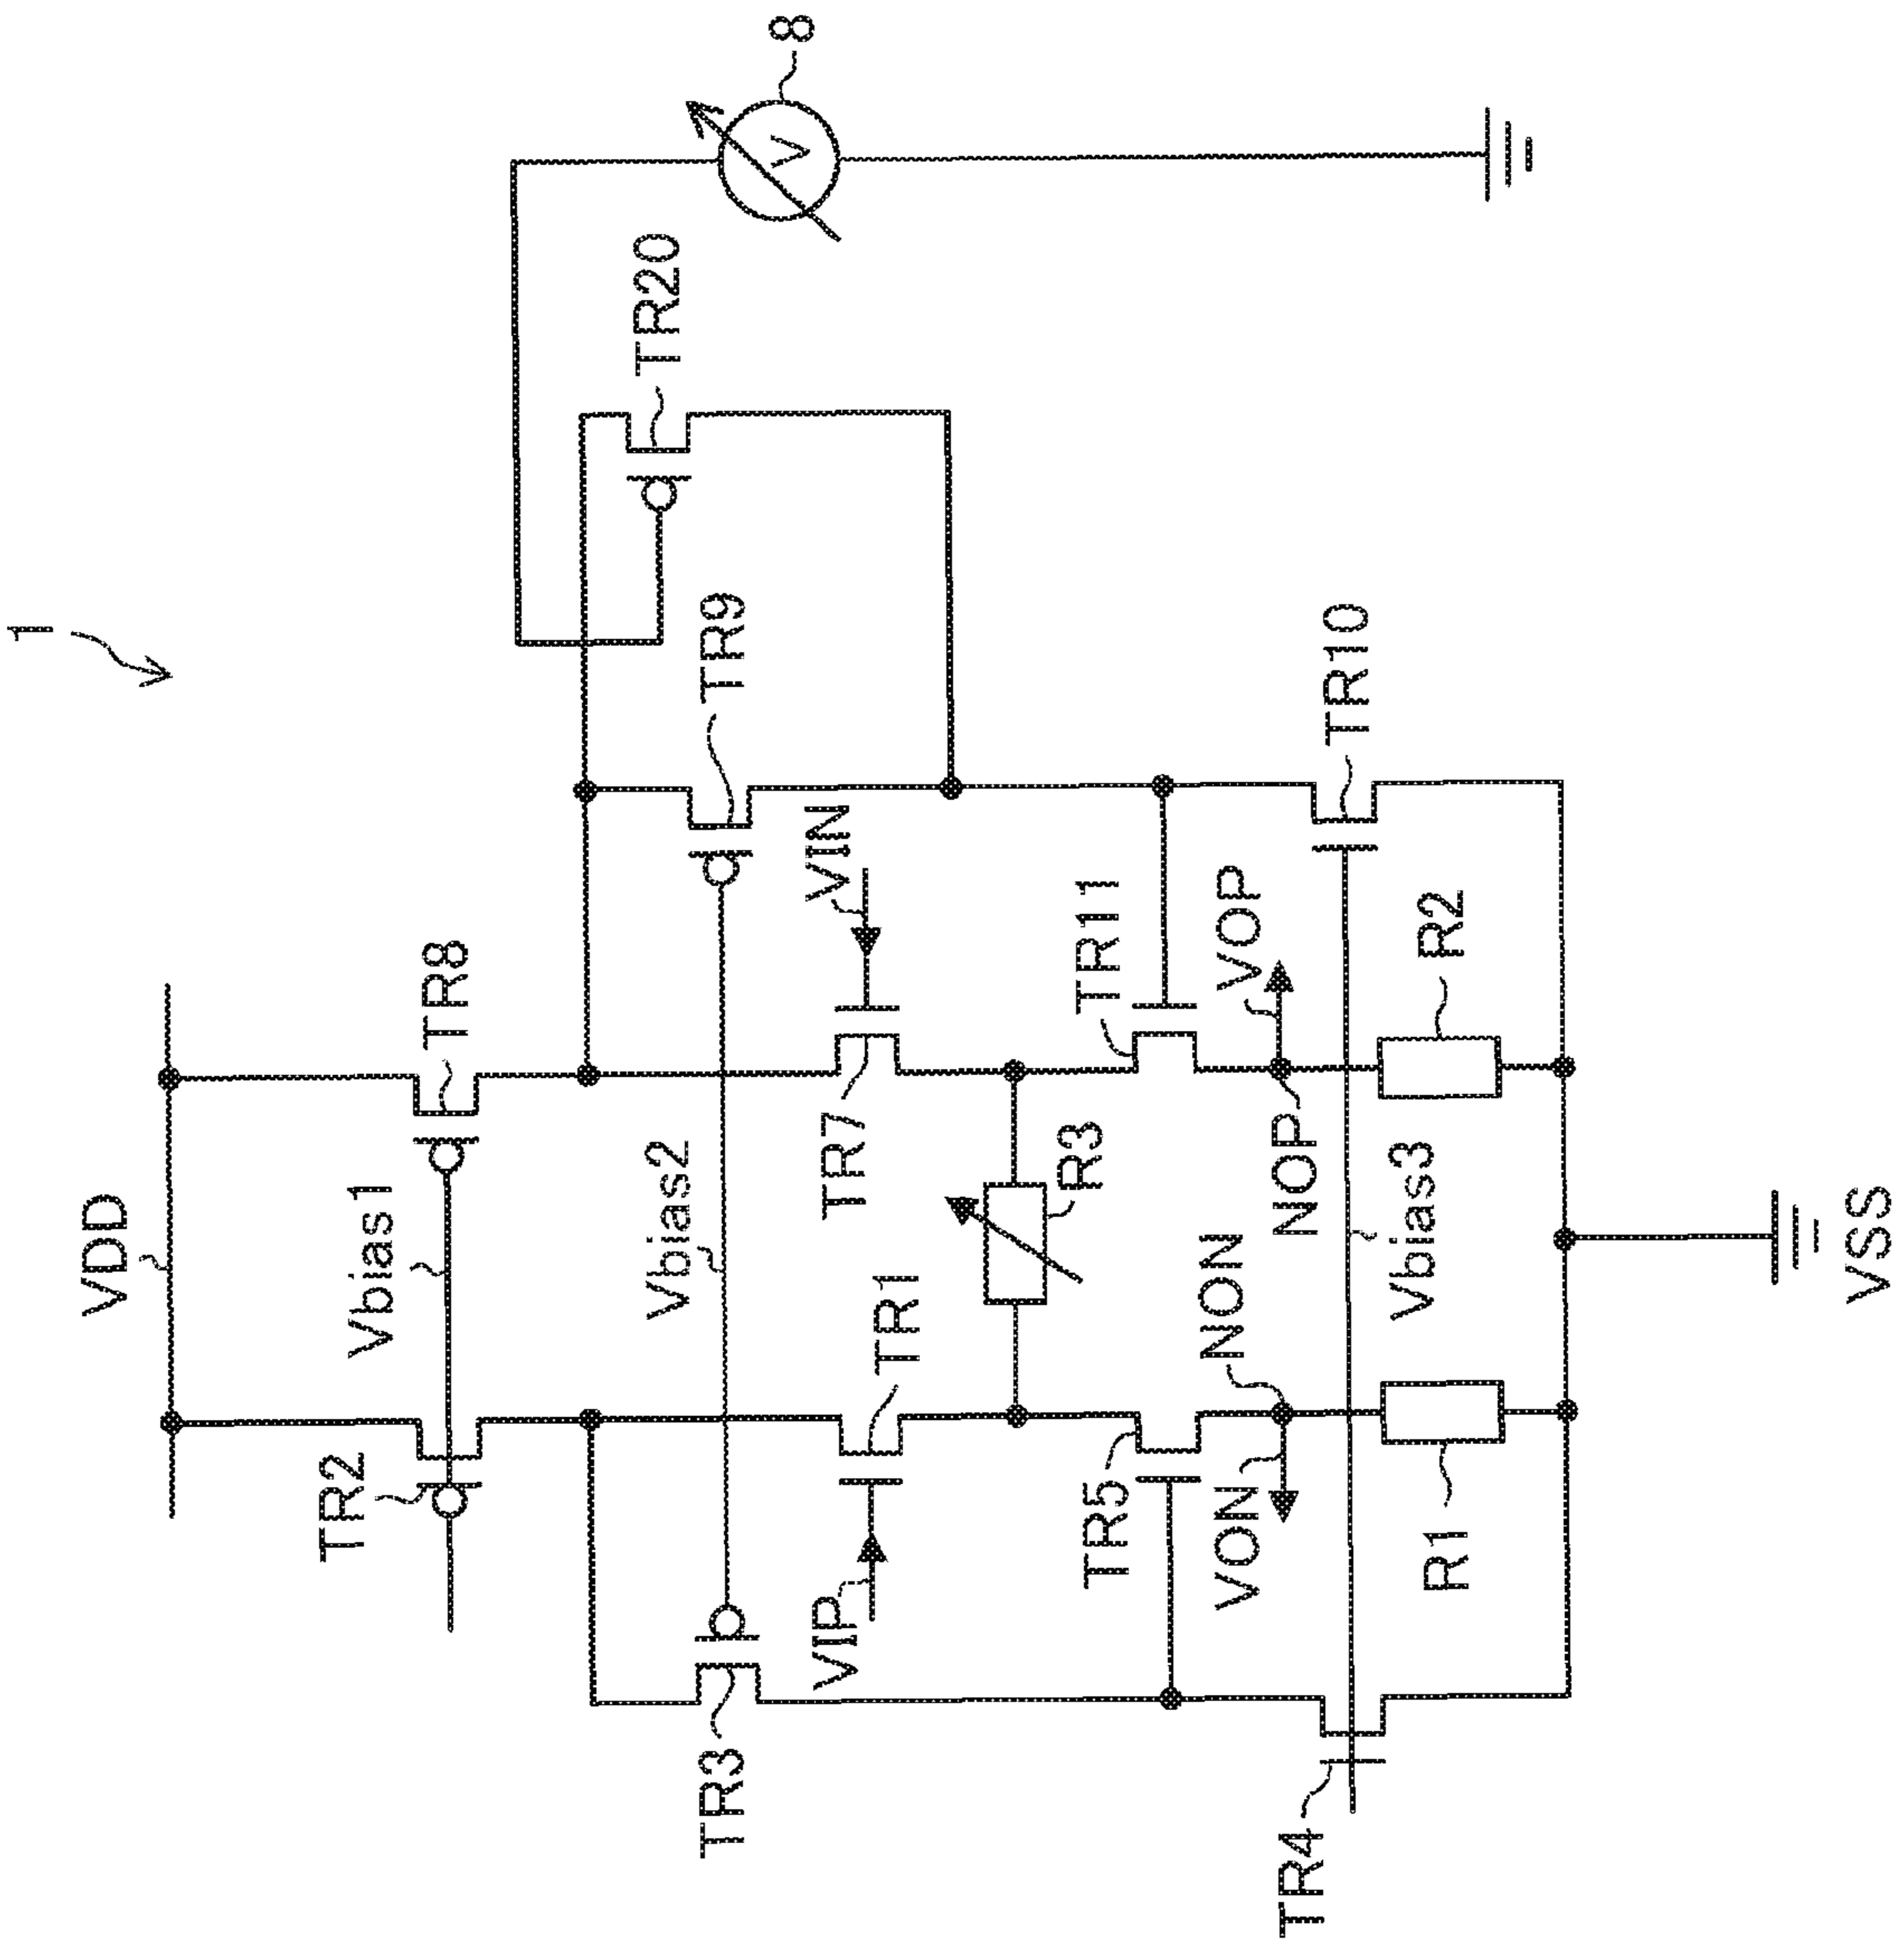 1
8
VDD
TR8
Vbias1
TR2
TR20
TR9
Vbias2
VIN
TR7
TR1
VIP
TR3
R3
TR11
TR5
VOP
NOP
NON
VON
TR10
R2
Vbias3
R1
TR4
VSS
V